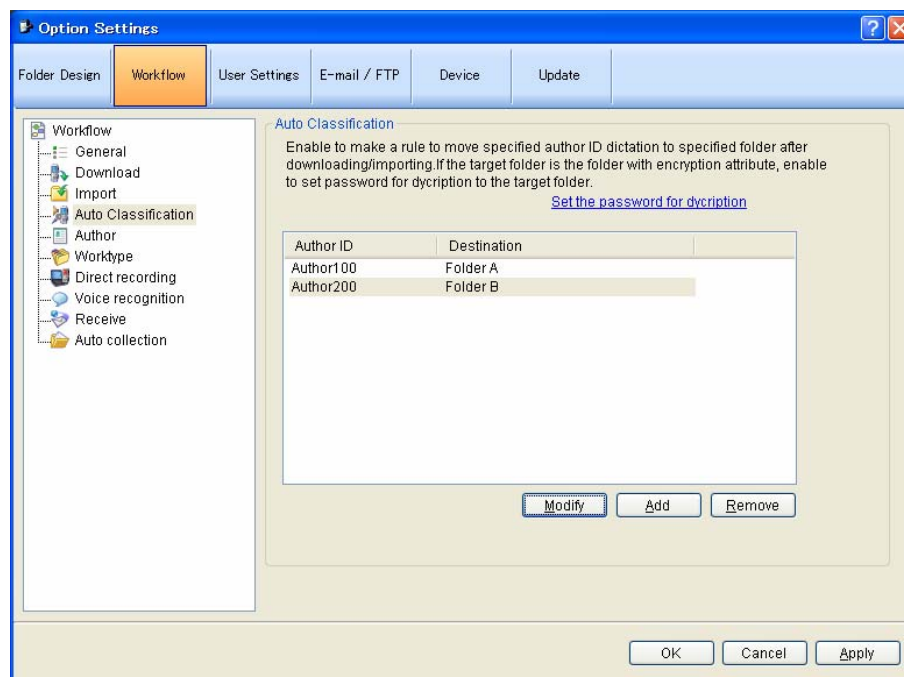 Option Settings
Folder Design Workflow User Settings E-mail / FTP Device Update
Workflow
General
Download
Import
Auto Classification
Author
Worktype
Direct recording
Voice recognition
Receive
Auto collection
Auto Classification
Enable to make a rule to move specified author ID dictation to specified folder after
downloading/importing.If the target folder is the folder with encryption attribute, enable
to set password for dycription to the target folder.
Set the password for dycription
Author ID Destination
Author100 Folder A
Author200 Folder B
Modify Add Remove
OK Cancel Apply